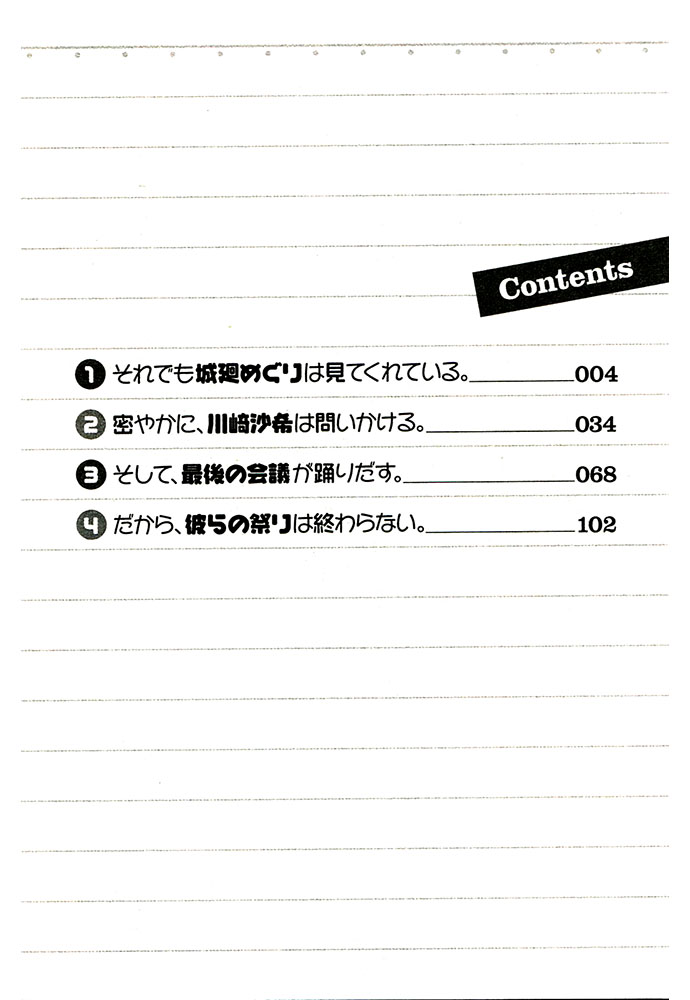 Contents
1 それでも城廻めぐりは見てくれている。 004
2 密やかに、川崎沙希は問いかける。 034
3 そして、最後の会議が踊りだす。 068
4 だから、彼らの祭りは終わらない。 102